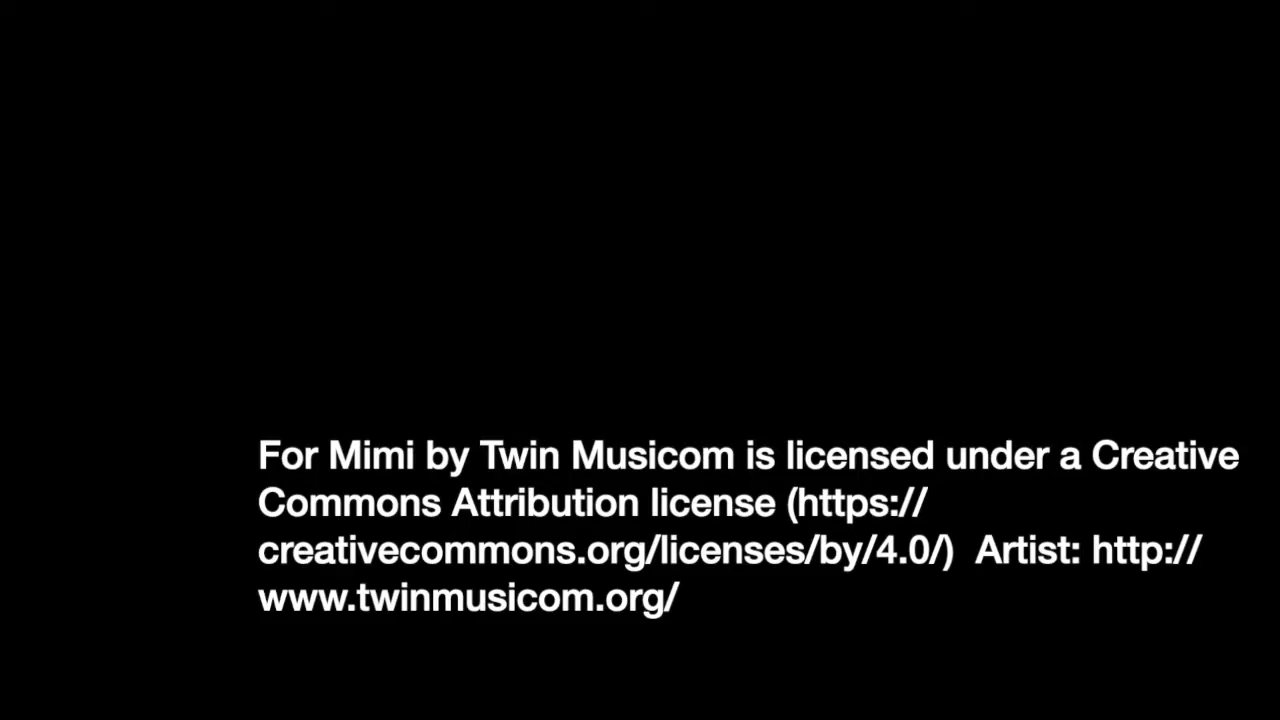 For Mimi by Twin Musicom is licensed under a Creative
Commons Attribution license (https://
creativecommons.org/licenses/by/4.0/)  Artist: http://
www.twinmusicom.org/